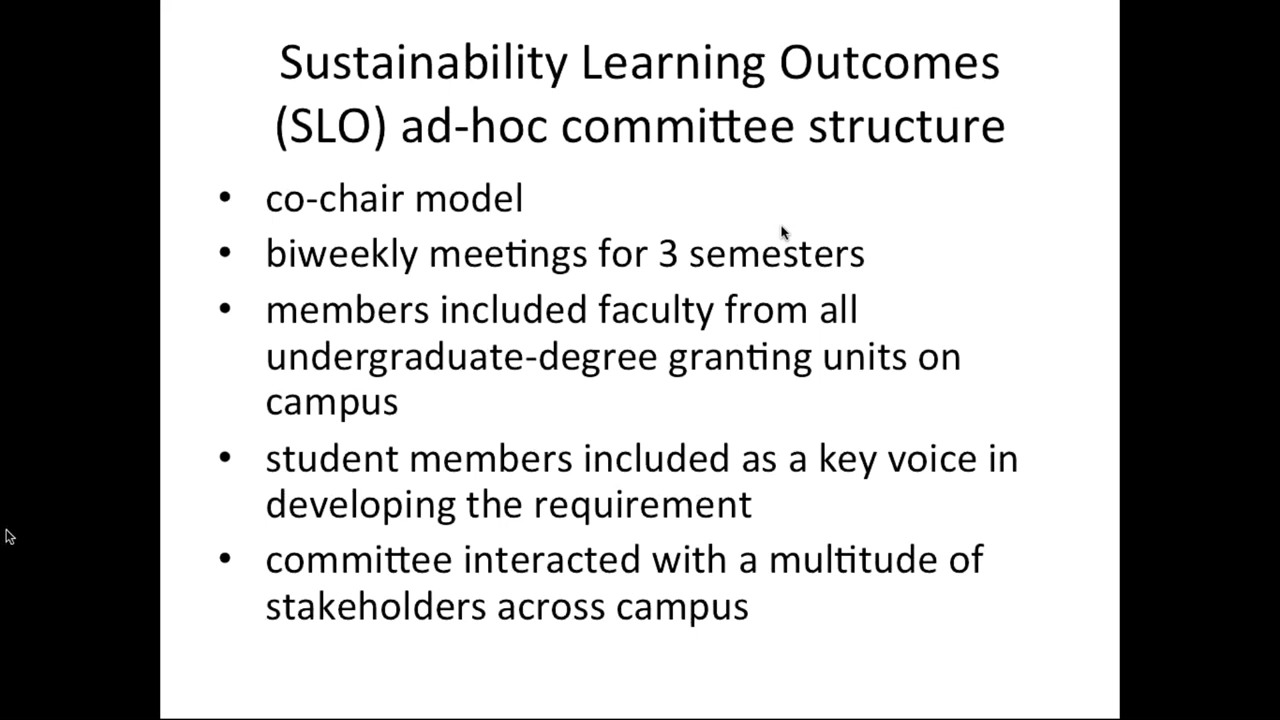 Sustainability Learning Outcomes
(SLO) ad-hoc committee structure
• co-chair model
• biweekly meetings for 3 semesters
• members included faculty from all
undergraduate-degree granting units on
campus
• student members included as a key voice in
developing the requirement
• committee interacted with a multitude of
stakeholders across campus